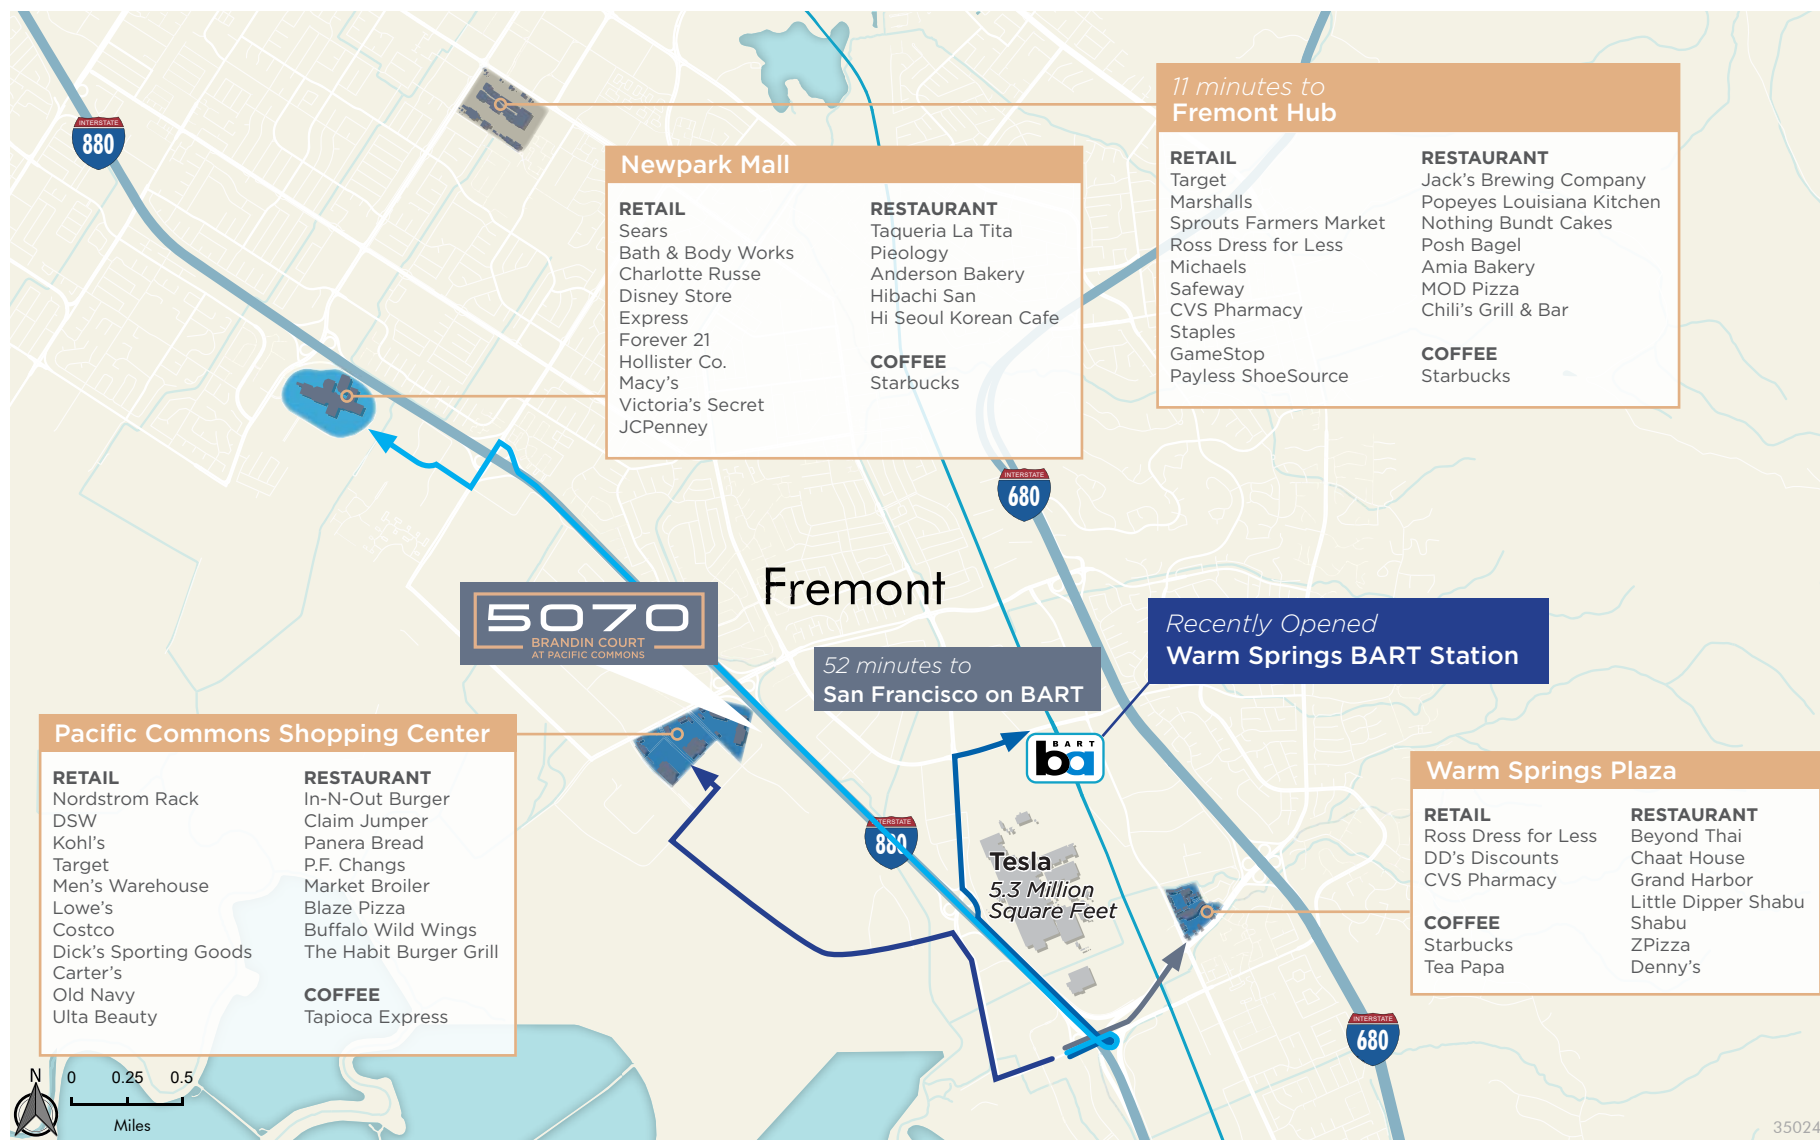 INTERSTATE
880
11 minutes to
Fremont Hub
RETAIL
Target
Marshalls
Sprouts Farmers Market
Ross Dress for Less
Michaels
Safeway
CVS Pharmacy
Staples
GameStop
Payless ShoeSource
RESTAURANT
Jack's Brewing Company
Popeyes Louisiana Kitchen
Nothing Bundt Cakes
Posh Bagel
Amia Bakery
MOD Pizza
Chili's Grill & Bar
COFFEE
Starbucks
Newpark Mall
RETAIL
Sears
Bath & Body Works
Charlotte Russe
Disney Store
Express
Forever 21
Hollister Co.
Macy's
Victoria's Secret
JCPenney
RESTAURANT
Taqueria La Tita
Pieology
Anderson Bakery
Hibachi San
Hi Seoul Korean Cafe
COFFEE
Starbucks
INTERSTATE
680
Fremont
5070
BRANDIN COURT
AT PACIFIC COMMONS
Recently Opened
Warm Springs BART Station
52 minutes to
San Francisco on BART
BART
ba
Pacific Commons Shopping Center
RETAIL
Nordstrom Rack
DSW
Kohl's
Target
Men's Warehouse
Lowe's
Costco
Dick's Sporting Goods
Carter's
Old Navy
Ulta Beauty
RESTAURANT
In-N-Out Burger
Claim Jumper
Panera Bread
P.F. Changs
Market Broiler
Blaze Pizza
Buffalo Wild Wings
The Habit Burger Grill
COFFEE
Tapioca Express
INTERSTATE
880
Tesla
5.3 Million
Square Feet
Warm Springs Plaza
RETAIL
Ross Dress for Less
DD's Discounts
CVS Pharmacy
COFFEE
Starbucks
Tea Papa
RESTAURANT
Beyond Thai
Chaat House
Grand Harbor
Little Dipper Shabu
Shabu
ZPizza
Denny's
INTERSTATE
680
N
0 0.25 0.5
Miles